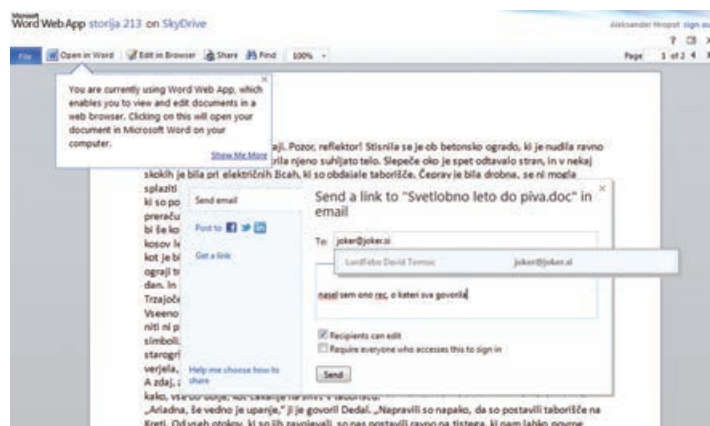 Microsoft
Word Web App storija 213 on SkyDrive
Aleksander Hropot sign
File Open in Word Edit in Browser Share Find 100% Page 1 of 2
You are currently using Word Web App, which
enables you to view and edit documents in a
web browser. Clicking on this will open your
document in Microsoft Word on your
computer.
Show Me More
aji. Pozor, reflektor! Stisnila se je ob betonsko ogrado, ki je nudila ravno
rila njeno suhljato telo. Slepeče oko je spet odtavalo stran, in v nekaj
skokih je bila pri električnih žicah, ki so obdajale taborišče. Čeprav je bila drobna, se ni mogla
splaziti
ki so po
preraču
bi še ko
kosov le
kot je bi
ograji tr
dan. In
Trzajoče
Vseeno
niti ni p
simboli
starogri
verjela,
A zdaj,
Send email
Post to
Get a link
Help me choose how to
share
Send a link to "Svetlobno leto do piva.doc" in
email
To: joker@joker.si
LordFebo David Tomsic joker@joker.si
nasel sem ono rec, o kateri sva govorila
Recipients can edit
Require everyone who accesses this to sign in
Send
„Ariadna, še vedno je upanje,“ ji je govoril Dedal. „Napravili so napako, da so postavili taborišče na
Kreti. Od vseh otokov, ki so jih zavojevali, so nas postavili ravno na tistega, ki nam lahko povrne